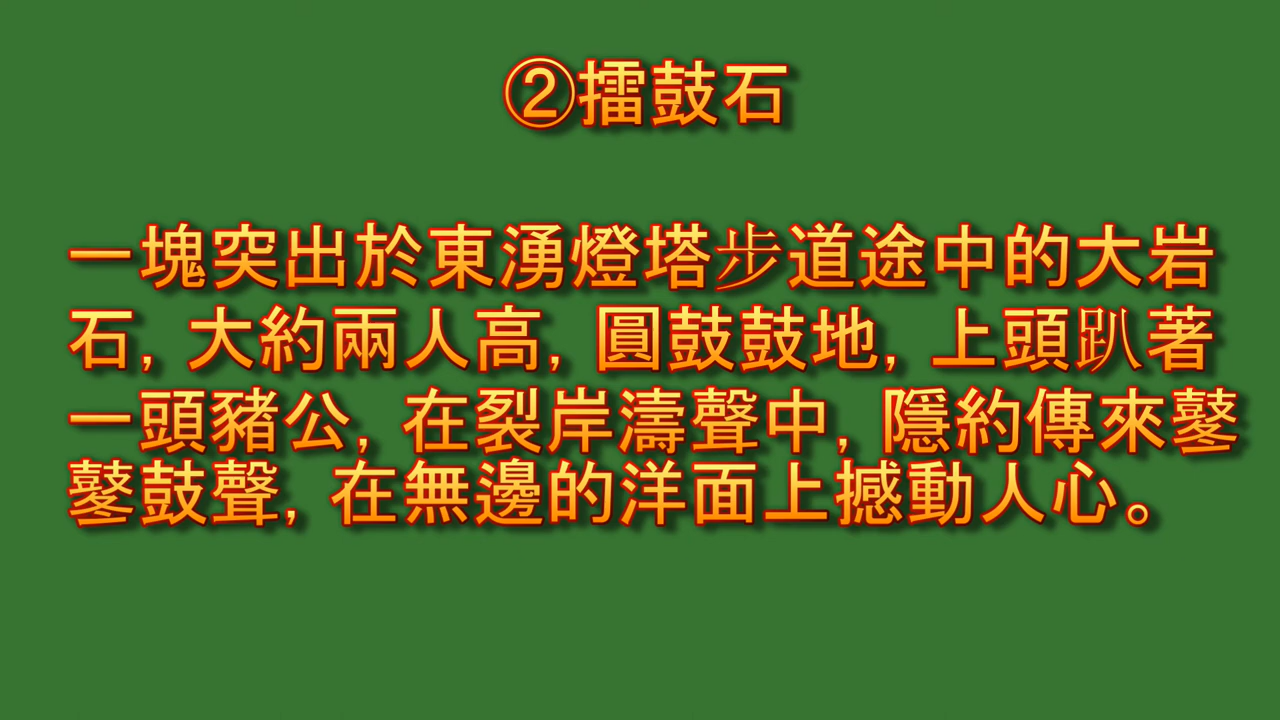 ②擂鼓石
一塊突出於東湧燈塔步道途中的大岩
石, 大約兩人高, 圓鼓鼓地, 上頭趴著
一頭豬公, 在裂岸濤聲中, 隱約傳來鼕
鼕鼓聲, 在無邊的洋面上撼動人心。